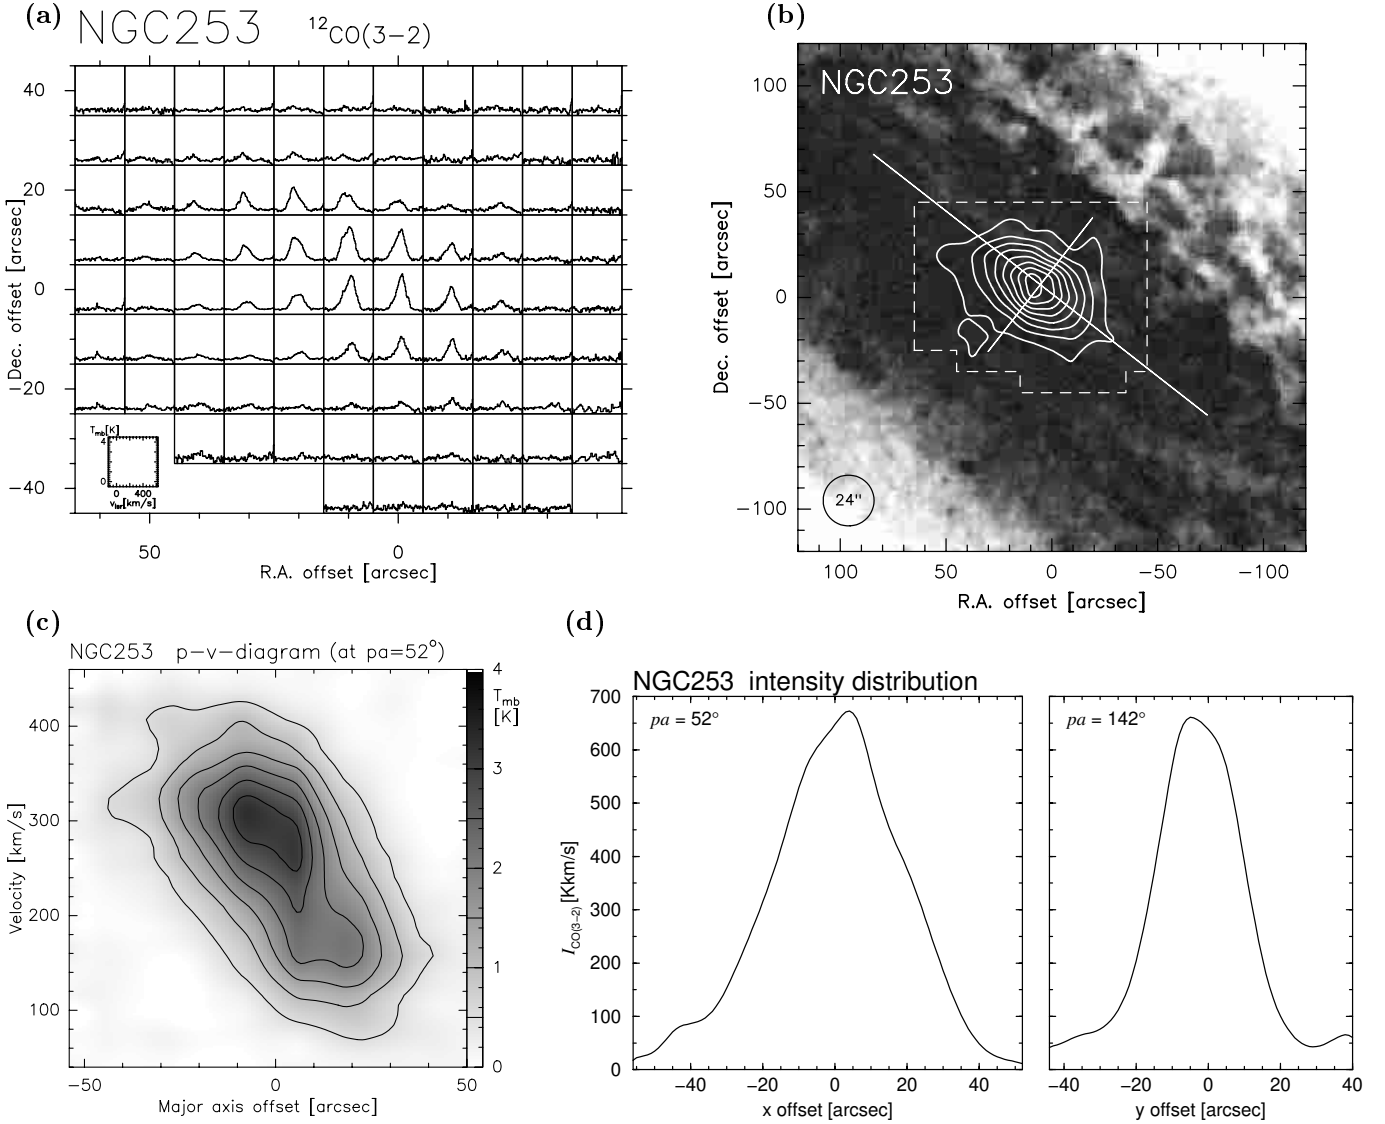 (a)
NGC253 ¹²CO(3−2)
40
20
0
−20
−40
Dec. offset [arcsec]
T_mb[K]
4
0
0 400
v_lsr[km/s]
50 0
R.A. offset [arcsec]
(b)
NGC253
100
50
0
−50
−100
Dec. offset [arcsec]
24"
100 50 0 −50 −100
R.A. offset [arcsec]
(c)
NGC253 p−v−diagram (at pa=52°)
400
300
200
100
Velocity [km/s]
4
T_mb
[K]
3
2
1
0
−50 0 50
Major axis offset [arcsec]
(d)
NGC253 intensity distribution
700
600
500
400
300
200
100
0
I_CO(3−2)[Kkm/s]
pa = 52°
−40 −20 0 20 40
x offset [arcsec]
pa = 142°
−40 −20 0 20 40
y offset [arcsec]